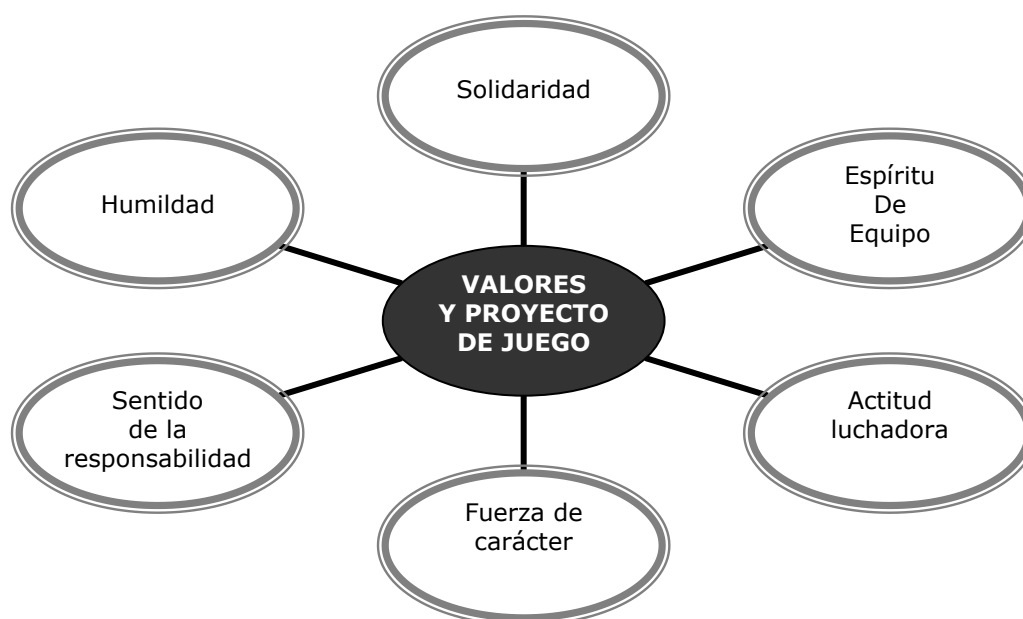 Solidaridad
Humildad
Espíritu
De
Equipo
VALORES
Y PROYECTO
DE JUEGO
Sentido
de la
responsabilidad
Actitud
luchadora
Fuerza de
carácter